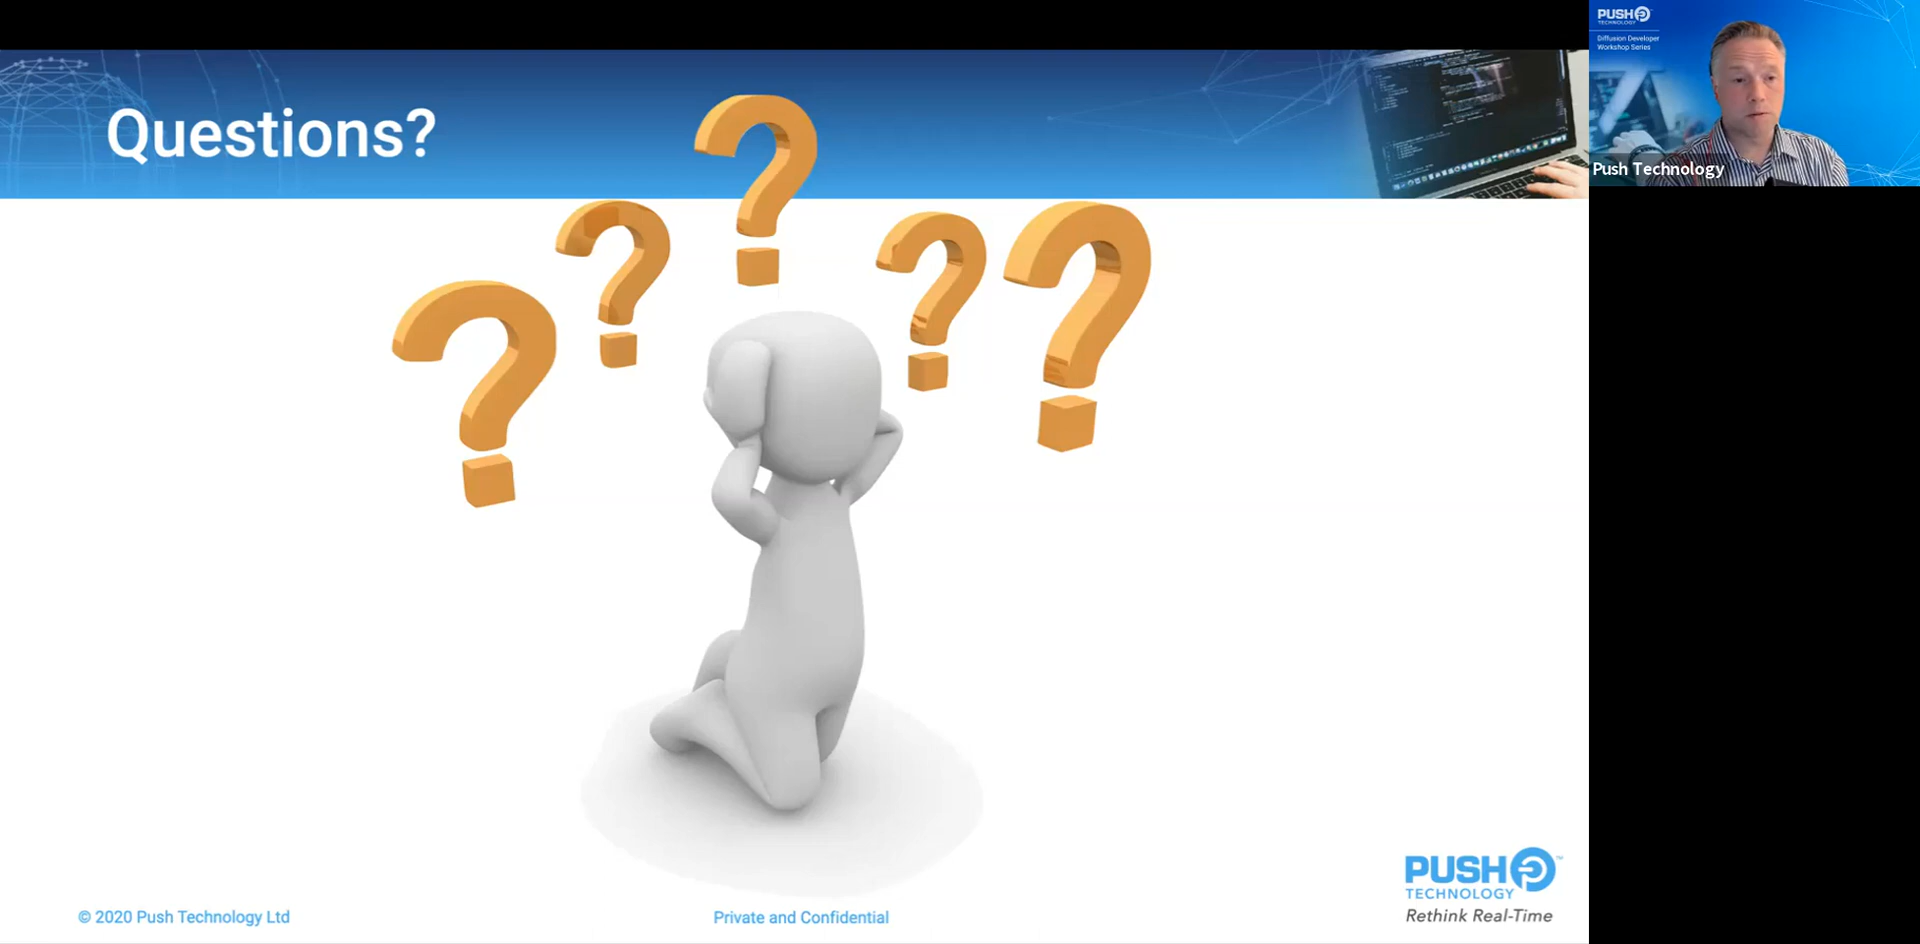 Questions?
PUSH
TECHNOLOGY
Diffusion Developer
Workshop Series
Push Technology
© 2020 Push Technology Ltd
Private and Confidential
PUSH
TECHNOLOGY
Rethink Real-Time